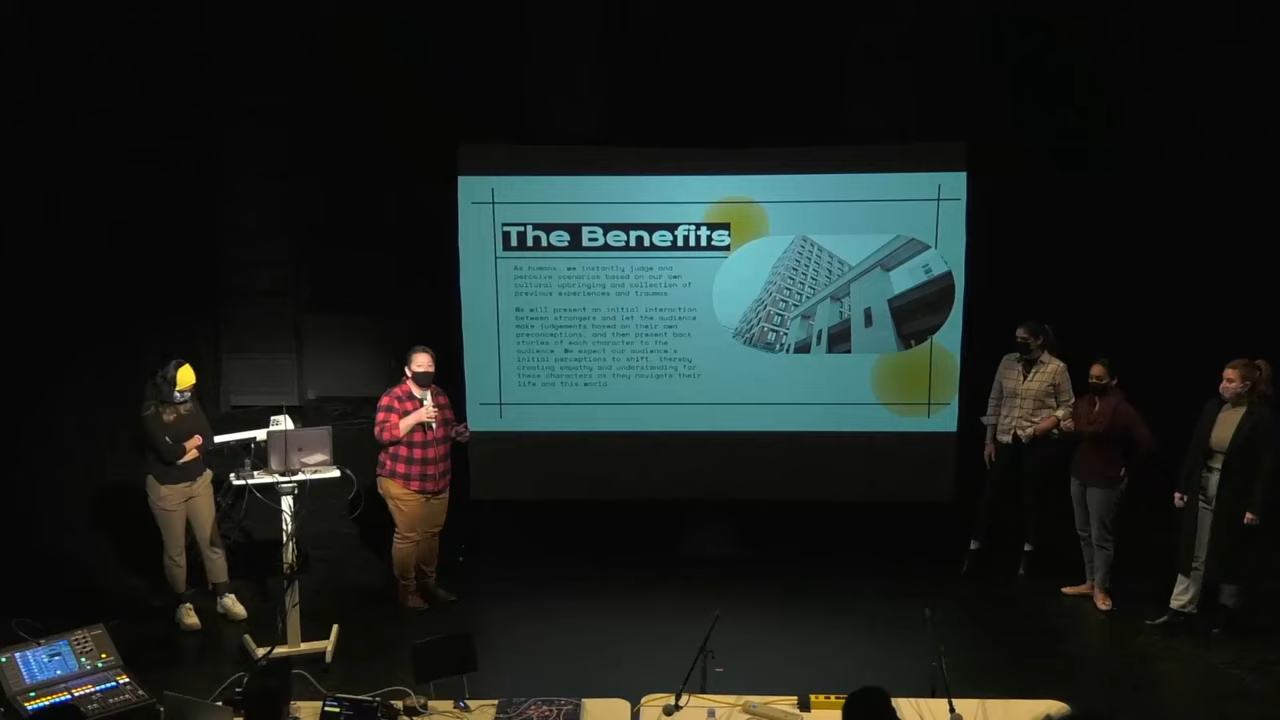 The Benefits
As humans, we instantly judge and
perceive scenarios based on our own
cultural upbringing and collection of
previous experiences and traumas
We will present an initial interaction
between strangers and let the audience
make judgements based on their own
preconceptions, and then present back
stories of each character to the
audience. We expect our audience's
initial perceptions to shift, thereby
creating empathy and understanding for
these characters as they navigate their
life and this world